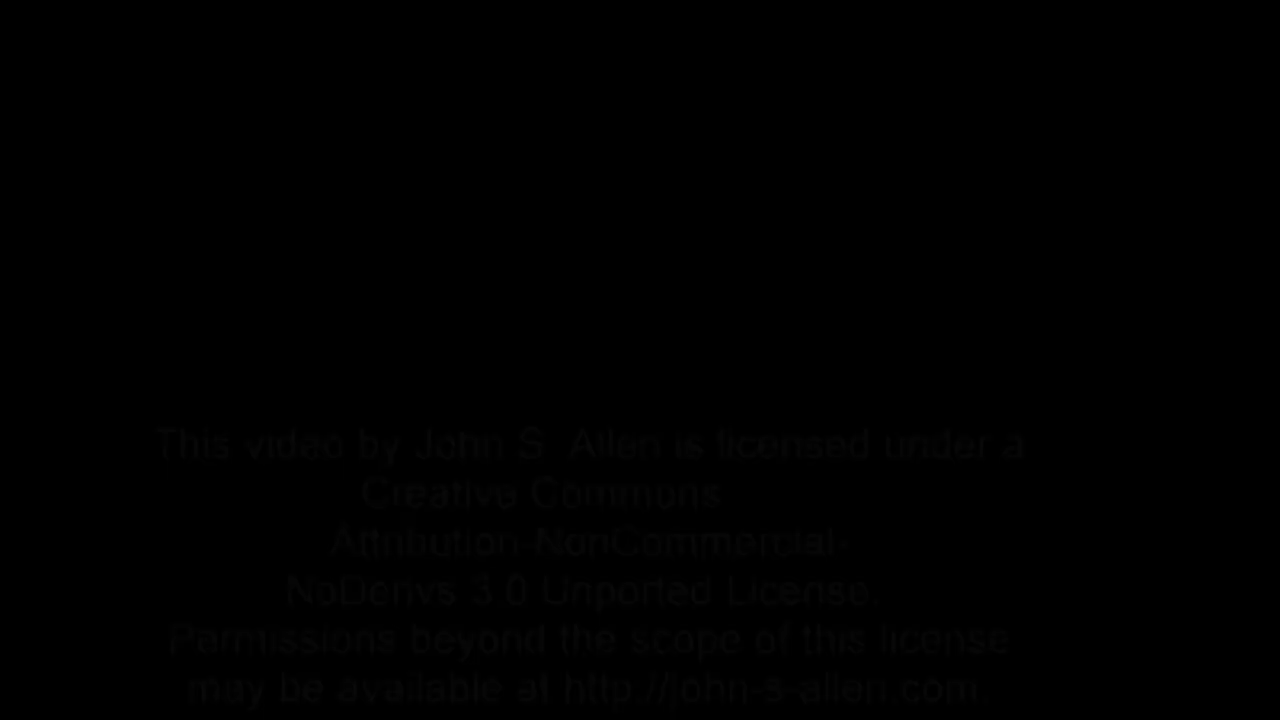 This video by John S. Allen is licensed under a
Creative Commons
Attribution-NonCommercial-
NoDerivs 3.0 Unported License.
Permissions beyond the scope of this license
may be available at http://john-s-allen.com.